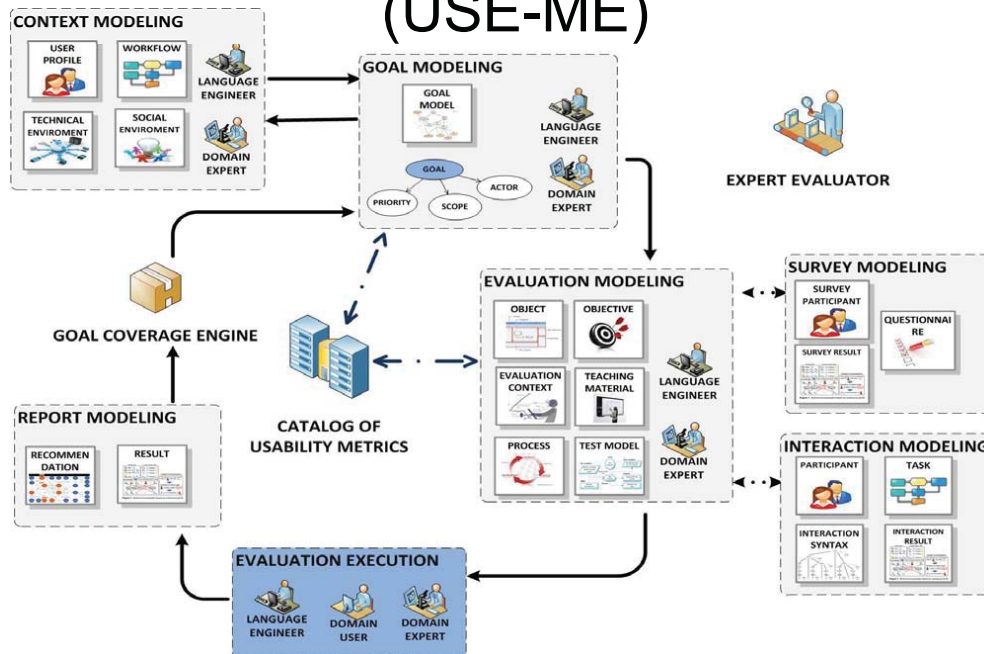 (USE-ME)
CONTEXT MODELING
USER
PROFILE
WORKFLOW
LANGUAGE
ENGINEER
TECHNICAL
ENVIROMENT
SOCIAL
ENVIROMENT
DOMAIN
EXPERT
GOAL MODELING
GOAL
MODEL
LANGUAGE
ENGINEER
GOAL
PRIORITY
SCOPE
ACTOR
DOMAIN
EXPERT
EXPERT EVALUATOR
GOAL COVERAGE ENGINE
CATALOG OF
USABILITY METRICS
EVALUATION MODELING
OBJECT
OBJECTIVE
EVALUATION
CONTEXT
TEACHING
MATERIAL
LANGUAGE
ENGINEER
PROCESS
TEST MODEL
DOMAIN
EXPERT
SURVEY MODELING
SURVEY
PARTICIPANT
QUESTIONNAI
RE
SURVEY RESULT
INTERACTION MODELING
PARTICIPANT
TASK
INTERACTION
SYNTAX
INTERACTION
RESULT
REPORT MODELING
RECOMMEN
DATION
RESULT
EVALUATION EXECUTION
LANGUAGE
ENGINEER
DOMAIN
USER
DOMAIN
EXPERT